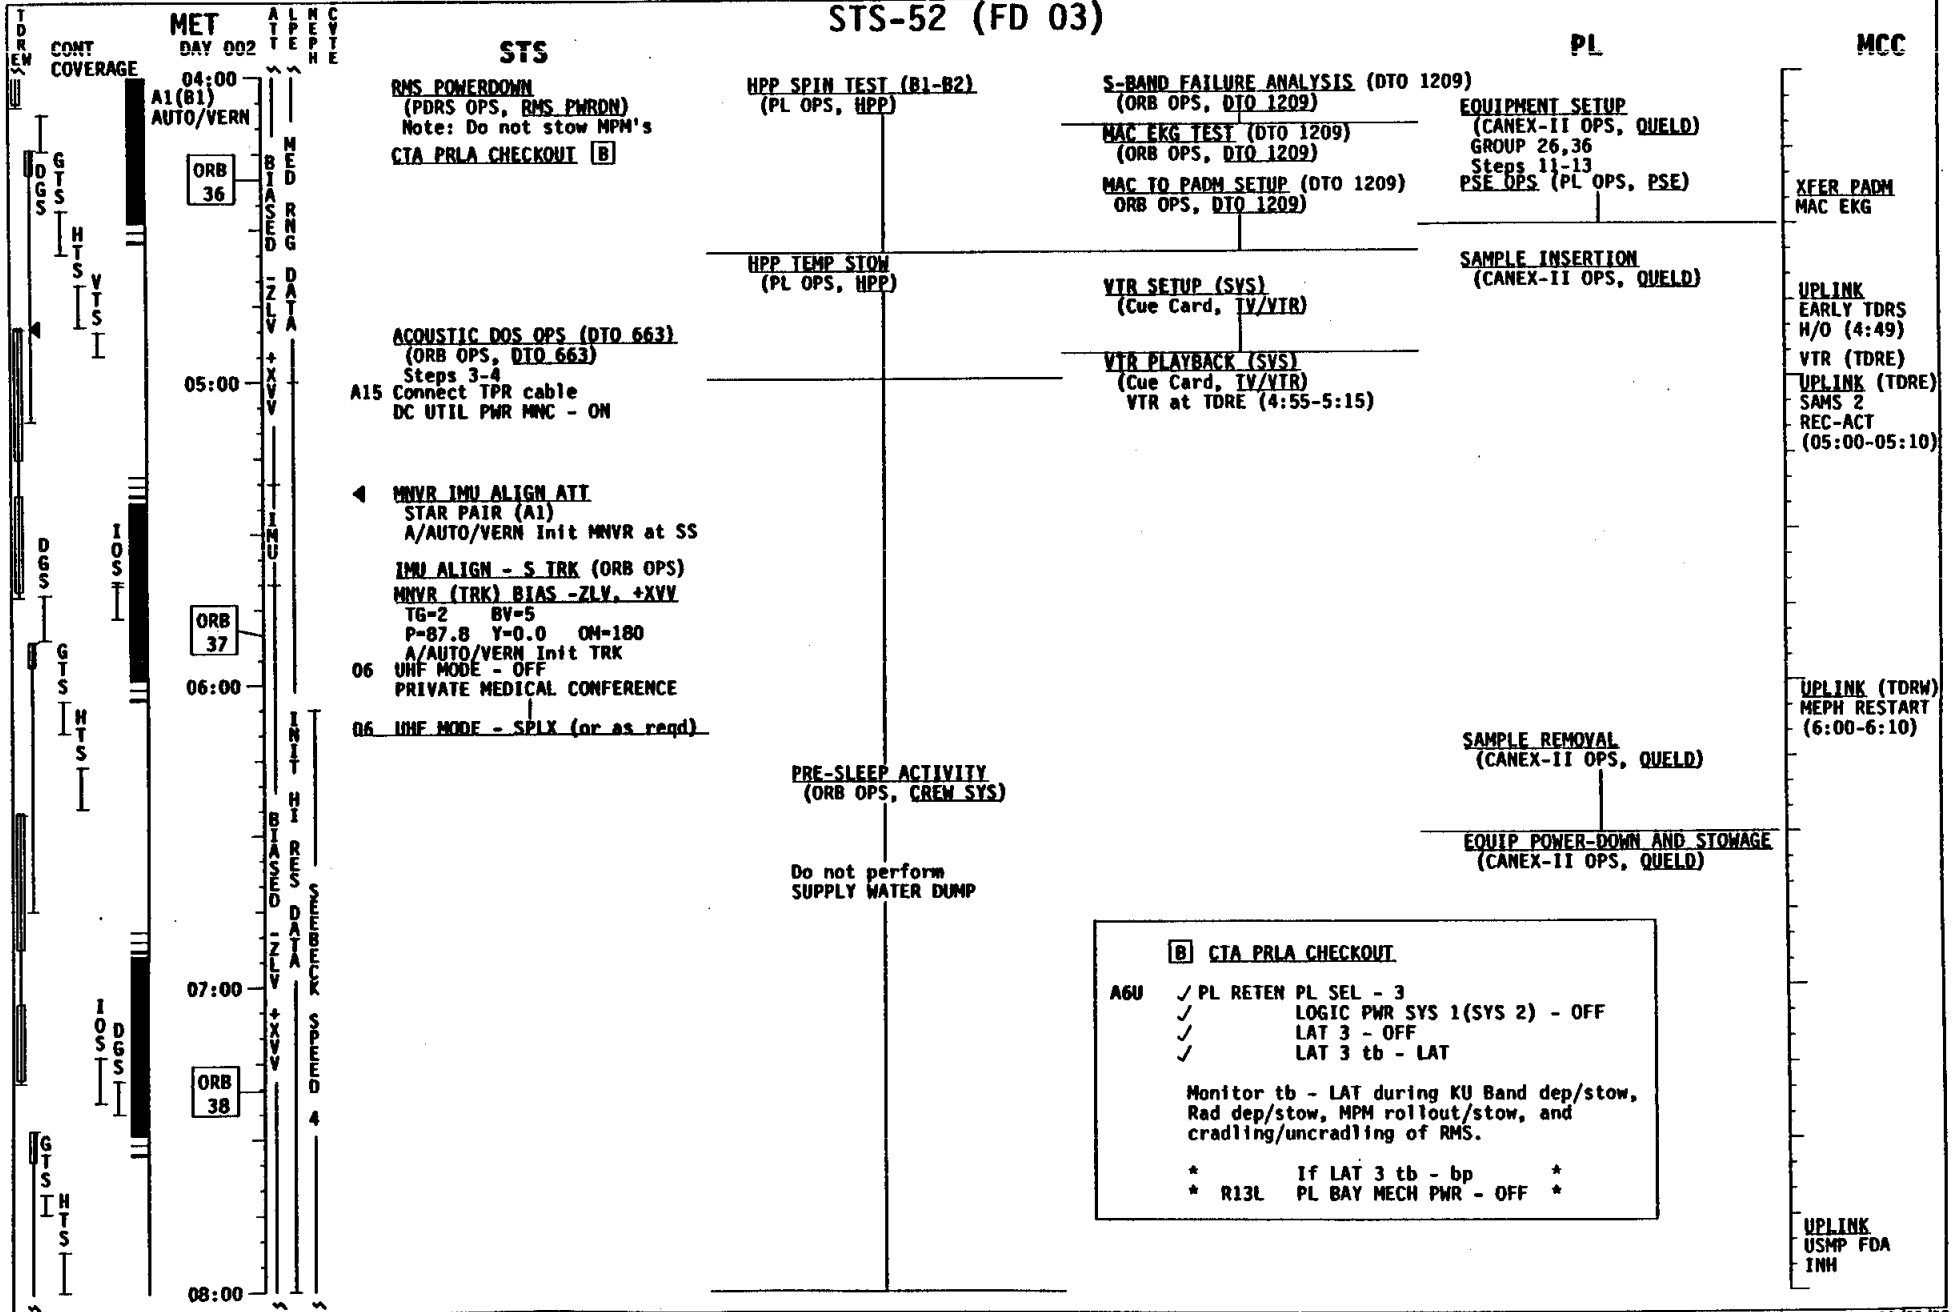 STS-52 (FD 03)
TDRE W
CONT
COVERAGE
MET
DAY 002
ATT
LPE
MEPH
CVTE
STS
PL
MCC
04:00
A1(B1)
AUTO/VERN
ORB
36
05:00
ORB
37
06:00
07:00
ORB
38
08:00
DGS
GTS
HTS
VTS
DGS
IOS
GTS
HTS
IOS
DGS
GTS
HTS
BIASED -ZLV +XVV
IMU
BIASED -ZLV +XVV
MED RNG DATA
INIT HI RES DATA
SEEBECK SPEED 4
RMS POWERDOWN
(PDRS OPS, RMS PWRDN)
Note: Do not stow MPM's
CTA PRLA CHECKOUT B
ACOUSTIC DOS OPS (DTO 663)
(ORB OPS, DTO 663)
Steps 3-4
A15 Connect TPR cable
DC UTIL PWR MNC - ON
MNVR IMU ALIGN ATT
STAR PAIR (A1)
A/AUTO/VERN Init MNVR at SS
IMU ALIGN - S TRK (ORB OPS)
MNVR (TRK) BIAS -ZLV, +XVV
TG=2 BV=5
P=87.8 Y=0.0 OM=180
A/AUTO/VERN Init TRK
06 UHF MODE - OFF
PRIVATE MEDICAL CONFERENCE
06 UHF MODE - SPLX (or as reqd)
HPP SPIN TEST (B1-B2)
(PL OPS, HPP)
HPP TEMP STOW
(PL OPS, HPP)
PRE-SLEEP ACTIVITY
(ORB OPS, CREW SYS)
Do not perform
SUPPLY WATER DUMP
S-BAND FAILURE ANALYSIS (DTO 1209)
(ORB OPS, DTO 1209)
MAC EKG TEST (DTO 1209)
(ORB OPS, DTO 1209)
MAC TO PADM SETUP (DTO 1209)
ORB OPS, DTO 1209)
VTR SETUP (SVS)
(Cue Card, TV/VTR)
VTR PLAYBACK (SVS)
(Cue Card, TV/VTR)
VTR at TDRE (4:55-5:15)
EQUIPMENT SETUP
(CANEX-II OPS, QUELD)
GROUP 26,36
Steps 11-13
PSE OPS (PL OPS, PSE)
SAMPLE INSERTION
(CANEX-II OPS, QUELD)
SAMPLE REMOVAL
(CANEX-II OPS, QUELD)
EQUIP POWER-DOWN AND STOWAGE
(CANEX-II OPS, QUELD)
B CTA PRLA CHECKOUT
A6U ✓ PL RETEN PL SEL - 3
✓ LOGIC PWR SYS 1(SYS 2) - OFF
✓ LAT 3 - OFF
✓ LAT 3 tb - LAT
Monitor tb - LAT during KU Band dep/stow,
Rad dep/stow, MPM rollout/stow, and
cradling/uncradling of RMS.
* If LAT 3 tb - bp *
* R13L PL BAY MECH PWR - OFF *
XFER PADM
MAC EKG
UPLINK
EARLY TDRS
H/O (4:49)
VTR (TDRE)
UPLINK (TDRE)
SAMS 2
REC-ACT
(05:00-05:10)
UPLINK (TDRW)
MEPH RESTART
(6:00-6:10)
UPLINK
USMP FDA
INH